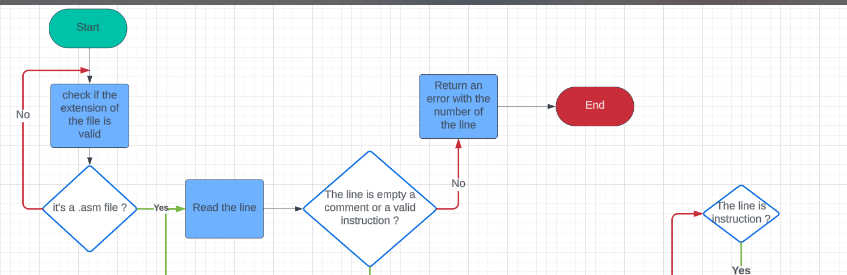 Start
check if the
extension of
the file is
valid
No
it's a .asm file ?
Yes
Read the line
The line is empty a
comment or a valid
instruction ?
No
Return an
error with the
number of
the line
End
The line is
instruction ?
Yes